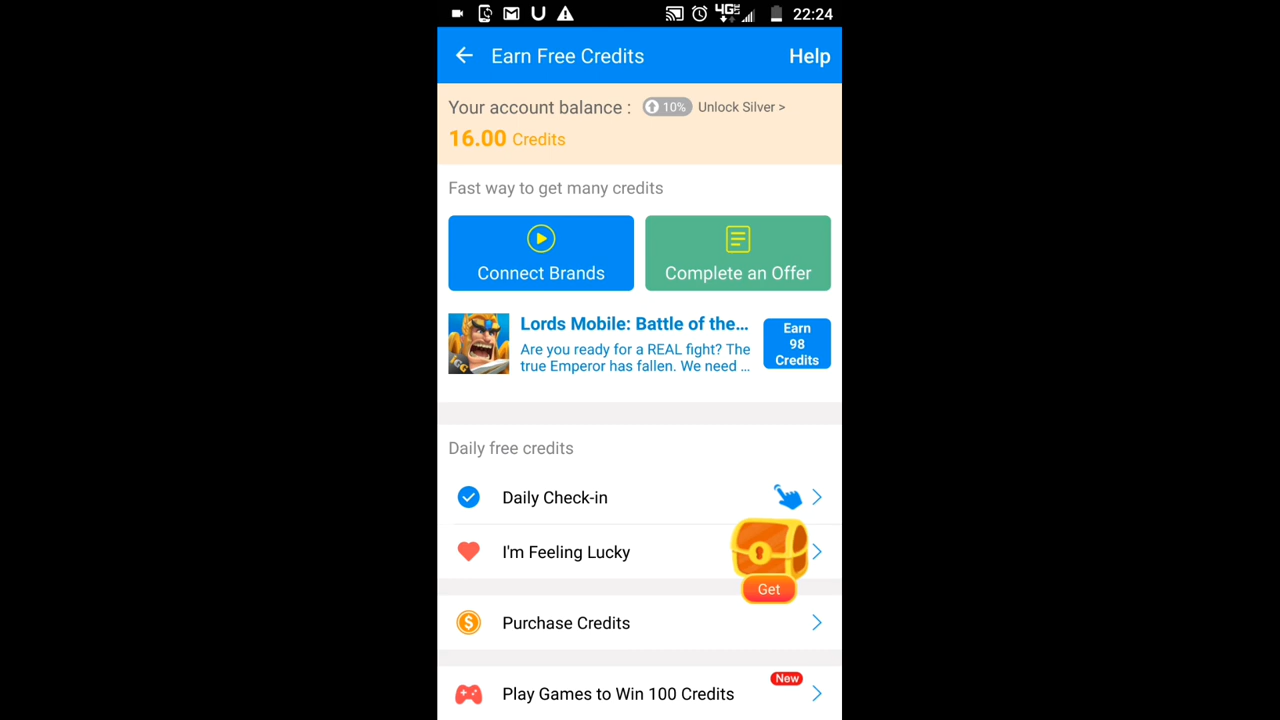 4G LTE 22:24
Earn Free Credits Help
Your account balance : 10% Unlock Silver >
16.00 Credits
Fast way to get many credits
Connect Brands Complete an Offer
Lords Mobile: Battle of the...
Are you ready for a REAL fight? The
true Emperor has fallen. We need ...
Earn
98
Credits
IGG
Daily free credits
Daily Check-in
I'm Feeling Lucky
Get
Purchase Credits
New
Play Games to Win 100 Credits